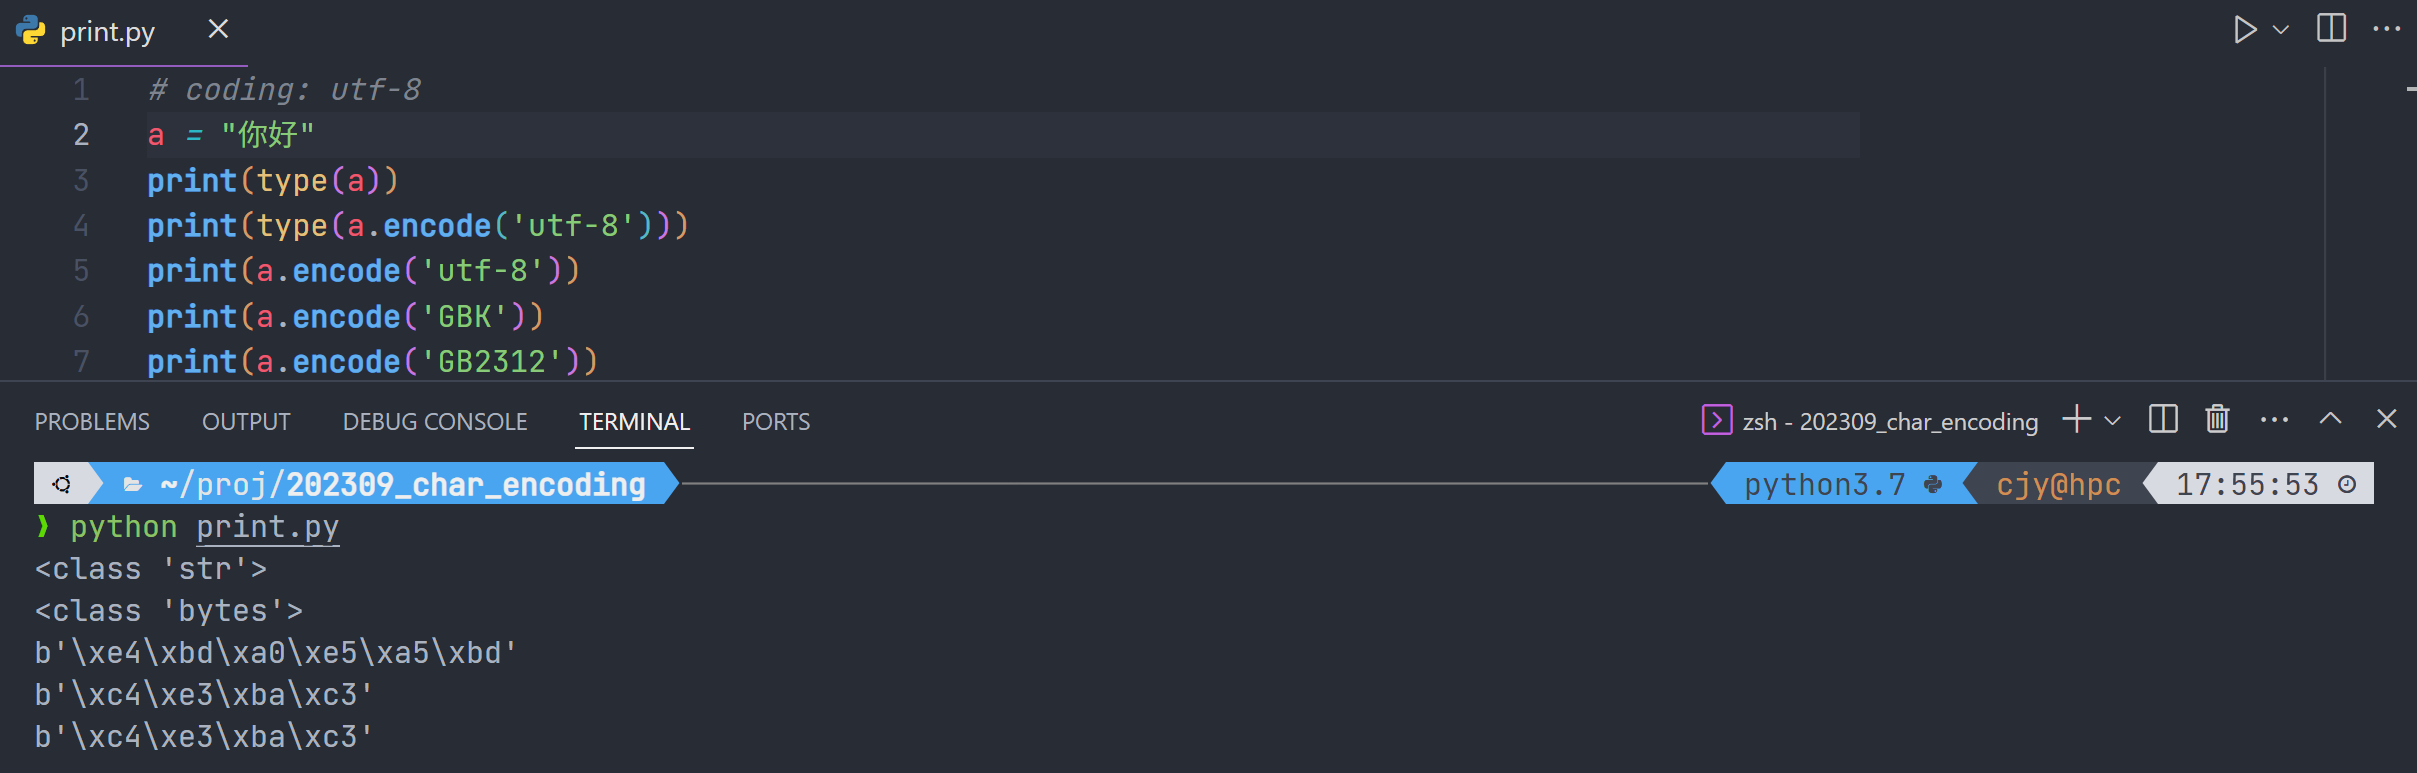 print.py
1 # coding: utf-8
2 a = "你好"
3 print(type(a))
4 print(type(a.encode('utf-8')))
5 print(a.encode('utf-8'))
6 print(a.encode('GBK'))
7 print(a.encode('GB2312'))
PROBLEMS OUTPUT DEBUG CONSOLE TERMINAL PORTS zsh - 202309_char_encoding
~/proj/202309_char_encoding python3.7 cjy@hpc 17:55:53
❱ python print.py
<class 'str'>
<class 'bytes'>
b'\xe4\xbd\xa0\xe5\xa5\xbd'
b'\xc4\xe3\xba\xc3'
b'\xc4\xe3\xba\xc3'